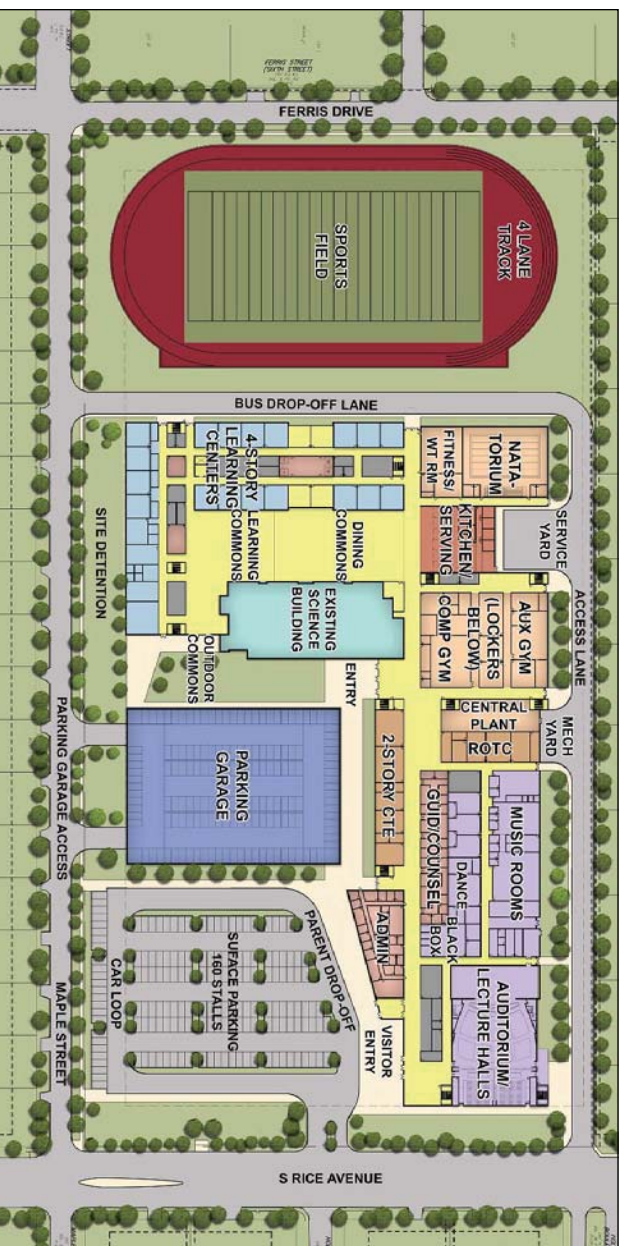 FERRIS STREET
(SIXTH STREET)
FERRIS DRIVE
4 LANE
TRACK
SPORTS
FIELD
BUS DROP-OFF LANE
NATA-
TORIUM
FITNESS/
WT RM
4-STORY
LEARNING
CENTERS
LEARNING
COMMONS
DINING
COMMONS
KITCHEN/
SERVING
SERVICE
YARD
SITE DETENTION
EXISTING
SCIENCE
BUILDING
AUX GYM
(LOCKERS
BELOW)
COMP GYM
ACCESS LANE
OUTDOOR
COMMONS
ENTRY
CENTRAL
PLANT
ROTC
MECH
YARD
PARKING
GARAGE
2-STORY CTE
PARKING GARAGE ACCESS
MUSIC ROOMS
DANCE
BLACK
BOX
GUID/COUNSEL
ADMIN
PARENT DROP-OFF
SUFACE PARKING
160 STALLS
CAR LOOP
MAPLE STREET
AUDITORIUM/
LECTURE HALLS
VISITOR
ENTRY
S RICE AVENUE